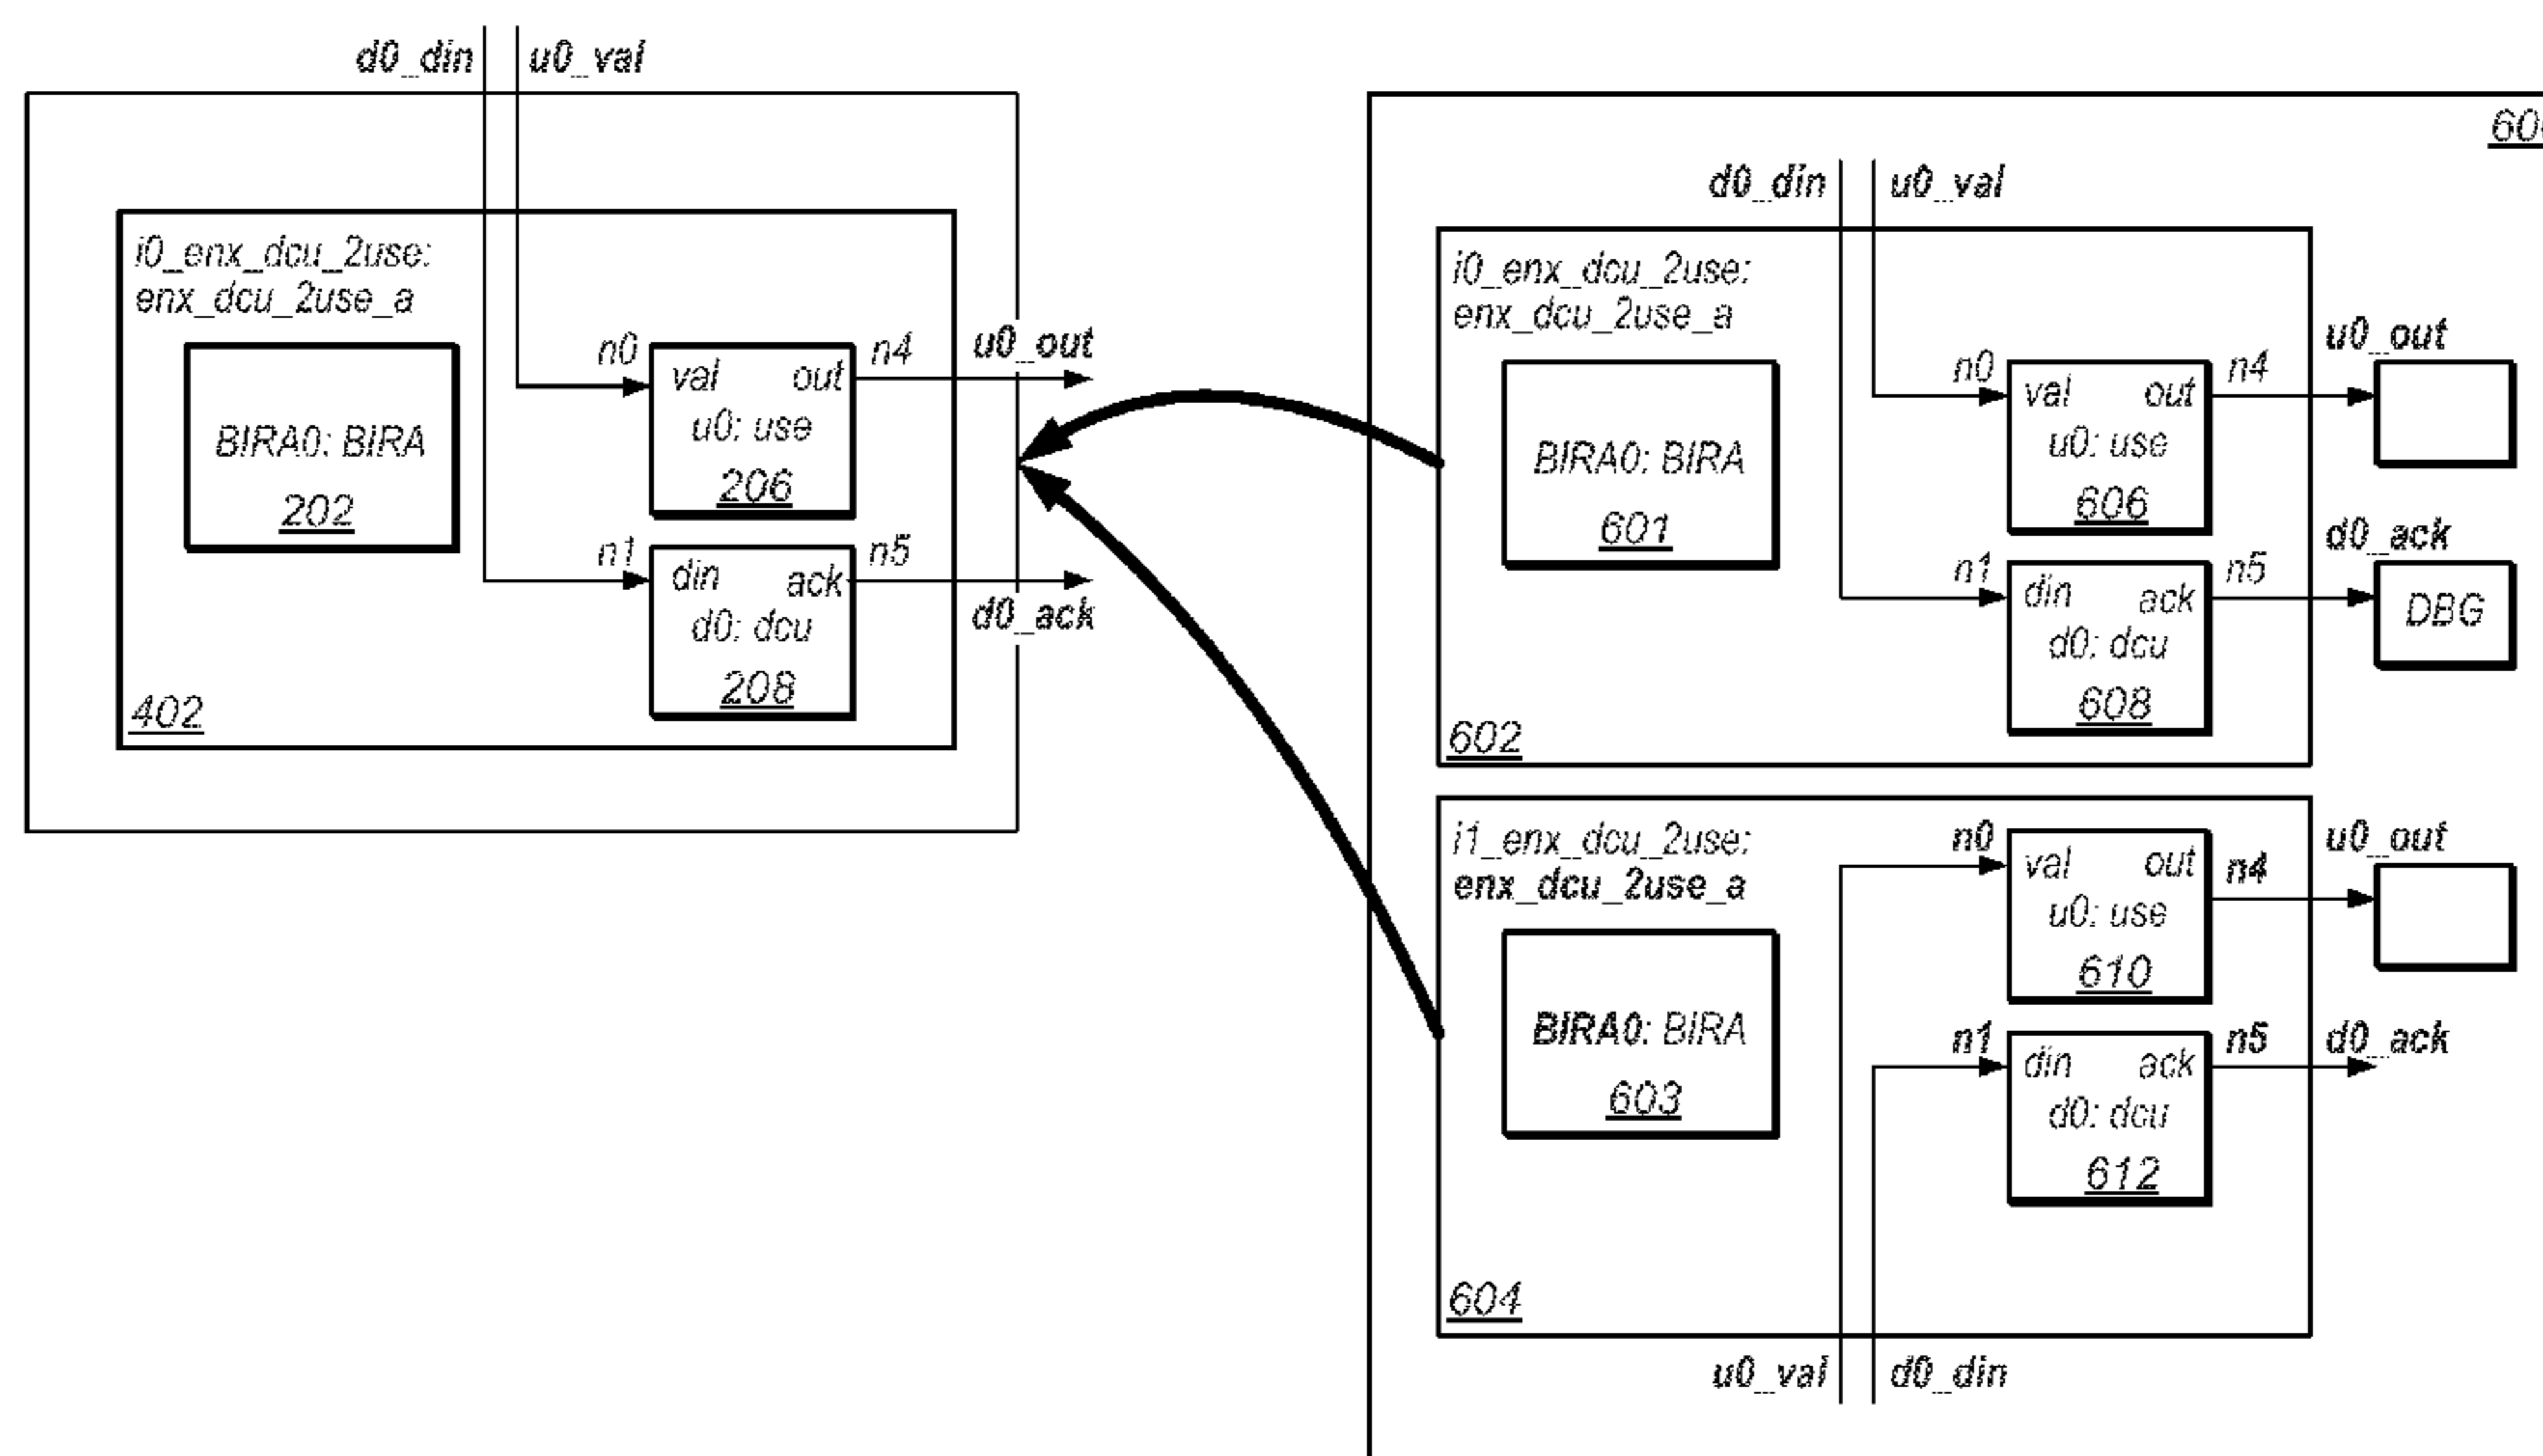 d0_din
u0_val
i0_enx_dcu_2use:
enx_dcu_2use_a
BIRA0: BIRA
202
n0
val
out
u0: use
206
n4
u0_out
n1
din
ack
d0: dcu
208
n5
d0_ack
402
d0_din
u0_val
i0_enx_dcu_2use:
enx_dcu_2use_a
BIRA0: BIRA
601
n0
val
out
u0: use
606
n4
u0_out
n1
din
ack
d0: dcu
608
n5
d0_ack
DBG
602
i1_enx_dcu_2use:
enx_dcu_2use_a
BIRA0: BIRA
603
n0
val
out
u0: use
610
n4
u0_out
n1
din
ack
d0: dcu
612
n5
d0_ack
604
u0_val
d0_din